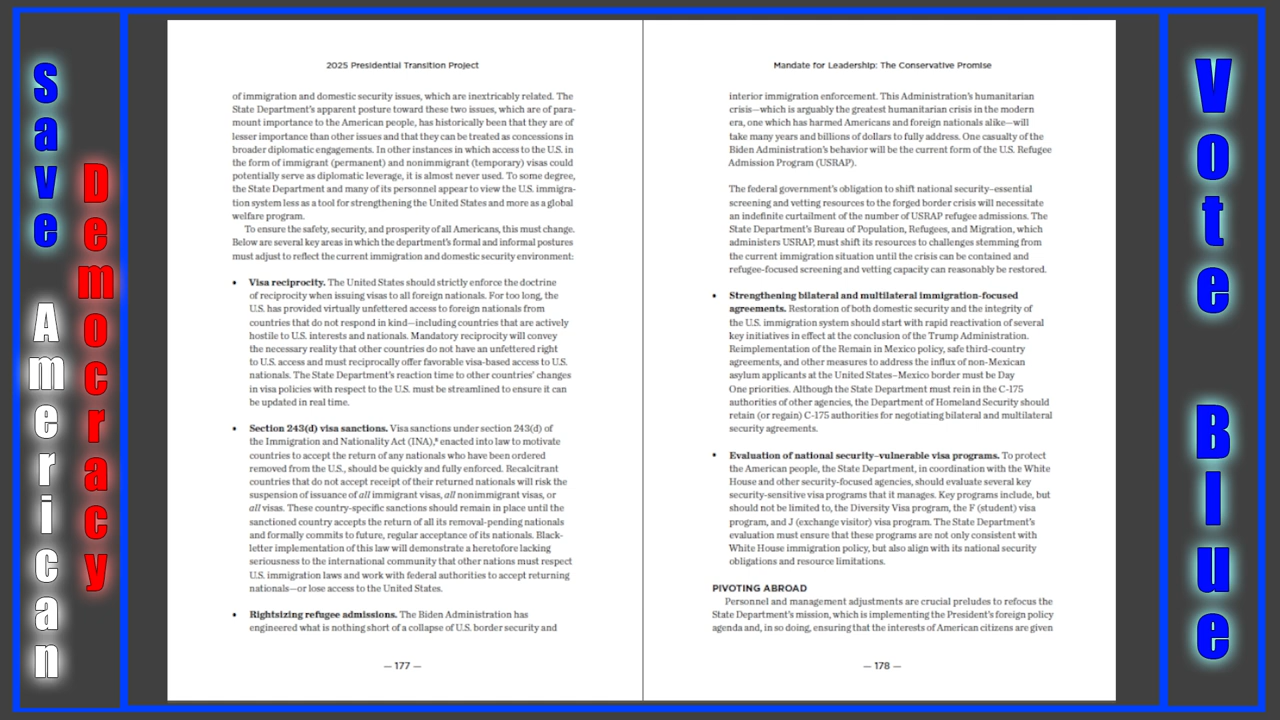 Save American
Democracy
2025 Presidential Transition Project
of immigration and domestic security issues, which are inextricably related. The
State Department's apparent posture toward these two issues, which are of para-
mount importance to the American people, has historically been that they are of
lesser importance than other issues and that they can be treated as concessions in
broader diplomatic engagements. In other instances in which access to the U.S. in
the form of immigrant (permanent) and nonimmigrant (temporary) visas could
potentially serve as diplomatic leverage, it is almost never used. To some degree,
the State Department and many of its personnel appear to view the U.S. immigra-
tion system less as a tool for strengthening the United States and more as a global
welfare program.
To ensure the safety, security, and prosperity of all Americans, this must change.
Below are several key areas in which the department's formal and informal postures
must adjust to reflect the current immigration and domestic security environment:
• Visa reciprocity. The United States should strictly enforce the doctrine
of reciprocity when issuing visas to all foreign nationals. For too long, the
U.S. has provided virtually unfettered access to foreign nationals from
countries that do not respond in kind—including countries that are actively
hostile to U.S. interests and nationals. Mandatory reciprocity will convey
the necessary reality that other countries do not have an unfettered right
to U.S. access and must reciprocally offer favorable visa-based access to U.S.
nationals. The State Department's reaction time to other countries' changes
in visa policies with respect to the U.S. must be streamlined to ensure it can
be updated in real time.
• Section 243(d) visa sanctions. Visa sanctions under section 243(d) of
the Immigration and Nationality Act (INA),⁸ enacted into law to motivate
countries to accept the return of any nationals who have been ordered
removed from the U.S., should be quickly and fully enforced. Recalcitrant
countries that do not accept receipt of their returned nationals will risk the
suspension of issuance of all immigrant visas, all nonimmigrant visas, or
all visas. These country-specific sanctions should remain in place until the
sanctioned country accepts the return of all its removal-pending nationals
and formally commits to future, regular acceptance of its nationals. Black-
letter implementation of this law will demonstrate a heretofore lacking
seriousness to the international community that other nations must respect
U.S. immigration laws and work with federal authorities to accept returning
nationals—or lose access to the United States.
• Rightsizing refugee admissions. The Biden Administration has
engineered what is nothing short of a collapse of U.S. border security and
— 177 —
Mandate for Leadership: The Conservative Promise
interior immigration enforcement. This Administration's humanitarian
crisis—which is arguably the greatest humanitarian crisis in the modern
era, one which has harmed Americans and foreign nationals alike—will
take many years and billions of dollars to fully address. One casualty of the
Biden Administration's behavior will be the current form of the U.S. Refugee
Admission Program (USRAP).
The federal government's obligation to shift national security–essential
screening and vetting resources to the forged border crisis will necessitate
an indefinite curtailment of the number of USRAP refugee admissions. The
State Department's Bureau of Population, Refugees, and Migration, which
administers USRAP, must shift its resources to challenges stemming from
the current immigration situation until the crisis can be contained and
refugee-focused screening and vetting capacity can reasonably be restored.
• Strengthening bilateral and multilateral immigration-focused
agreements. Restoration of both domestic security and the integrity of
the U.S. immigration system should start with rapid reactivation of several
key initiatives in effect at the conclusion of the Trump Administration.
Reimplementation of the Remain in Mexico policy, safe third-country
agreements, and other measures to address the influx of non-Mexican
asylum applicants at the United States–Mexico border must be Day
One priorities. Although the State Department must rein in the C-175
authorities of other agencies, the Department of Homeland Security should
retain (or regain) C-175 authorities for negotiating bilateral and multilateral
security agreements.
• Evaluation of national security–vulnerable visa programs. To protect
the American people, the State Department, in coordination with the White
House and other security-focused agencies, should evaluate several key
security-sensitive visa programs that it manages. Key programs include, but
should not be limited to, the Diversity Visa program, the F (student) visa
program, and J (exchange visitor) visa program. The State Department's
evaluation must ensure that these programs are not only consistent with
White House immigration policy, but also align with its national security
obligations and resource limitations.
PIVOTING ABROAD
Personnel and management adjustments are crucial preludes to refocus the
State Department's mission, which is implementing the President's foreign policy
agenda and, in so doing, ensuring that the interests of American citizens are given
— 178 —
Vote Blue